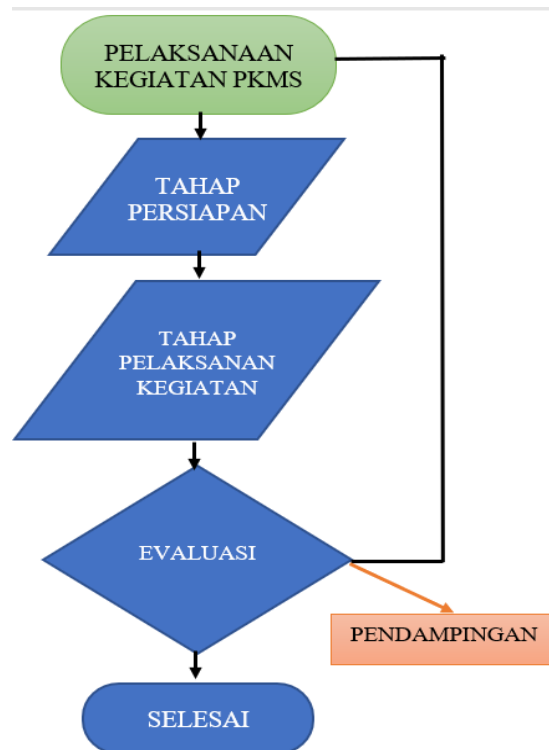 PELAKSANAAN
KEGIATAN PKMS
TAHAP
PERSIAPAN
TAHAP
PELAKSANAN
KEGIATAN
EVALUASI
PENDAMPINGAN
SELESAI